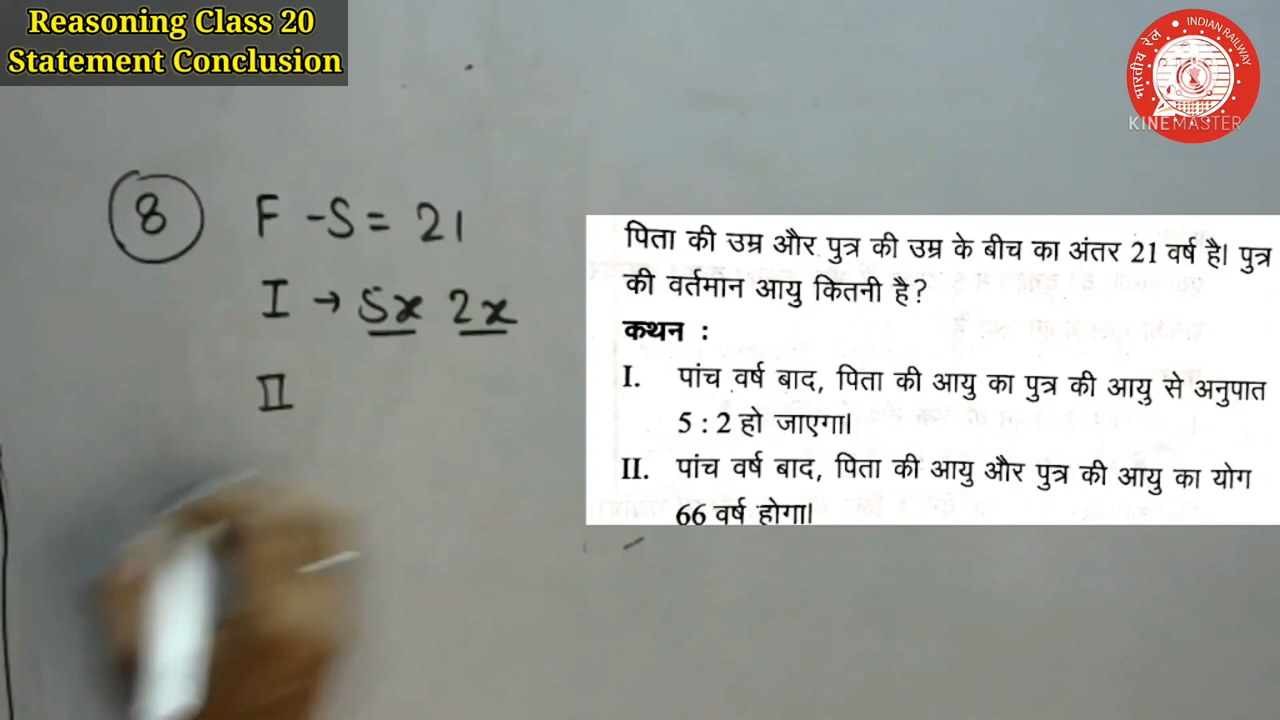 Reasoning Class 20
Statement Conclusion
भारतीय रेल INDIAN RAILWAY
KINEMASTER
8 F - S = 21
I → 5x 2x
II
पिता की उम्र और पुत्र की उम्र के बीच का अंतर 21 वर्ष है। पुत्र
की वर्तमान आयु कितनी है?
कथन :
I. पांच वर्ष बाद, पिता की आयु का पुत्र की आयु से अनुपात
5 : 2 हो जाएगा।
II. पांच वर्ष बाद, पिता की आयु और पुत्र की आयु का योग
66 वर्ष होगा।